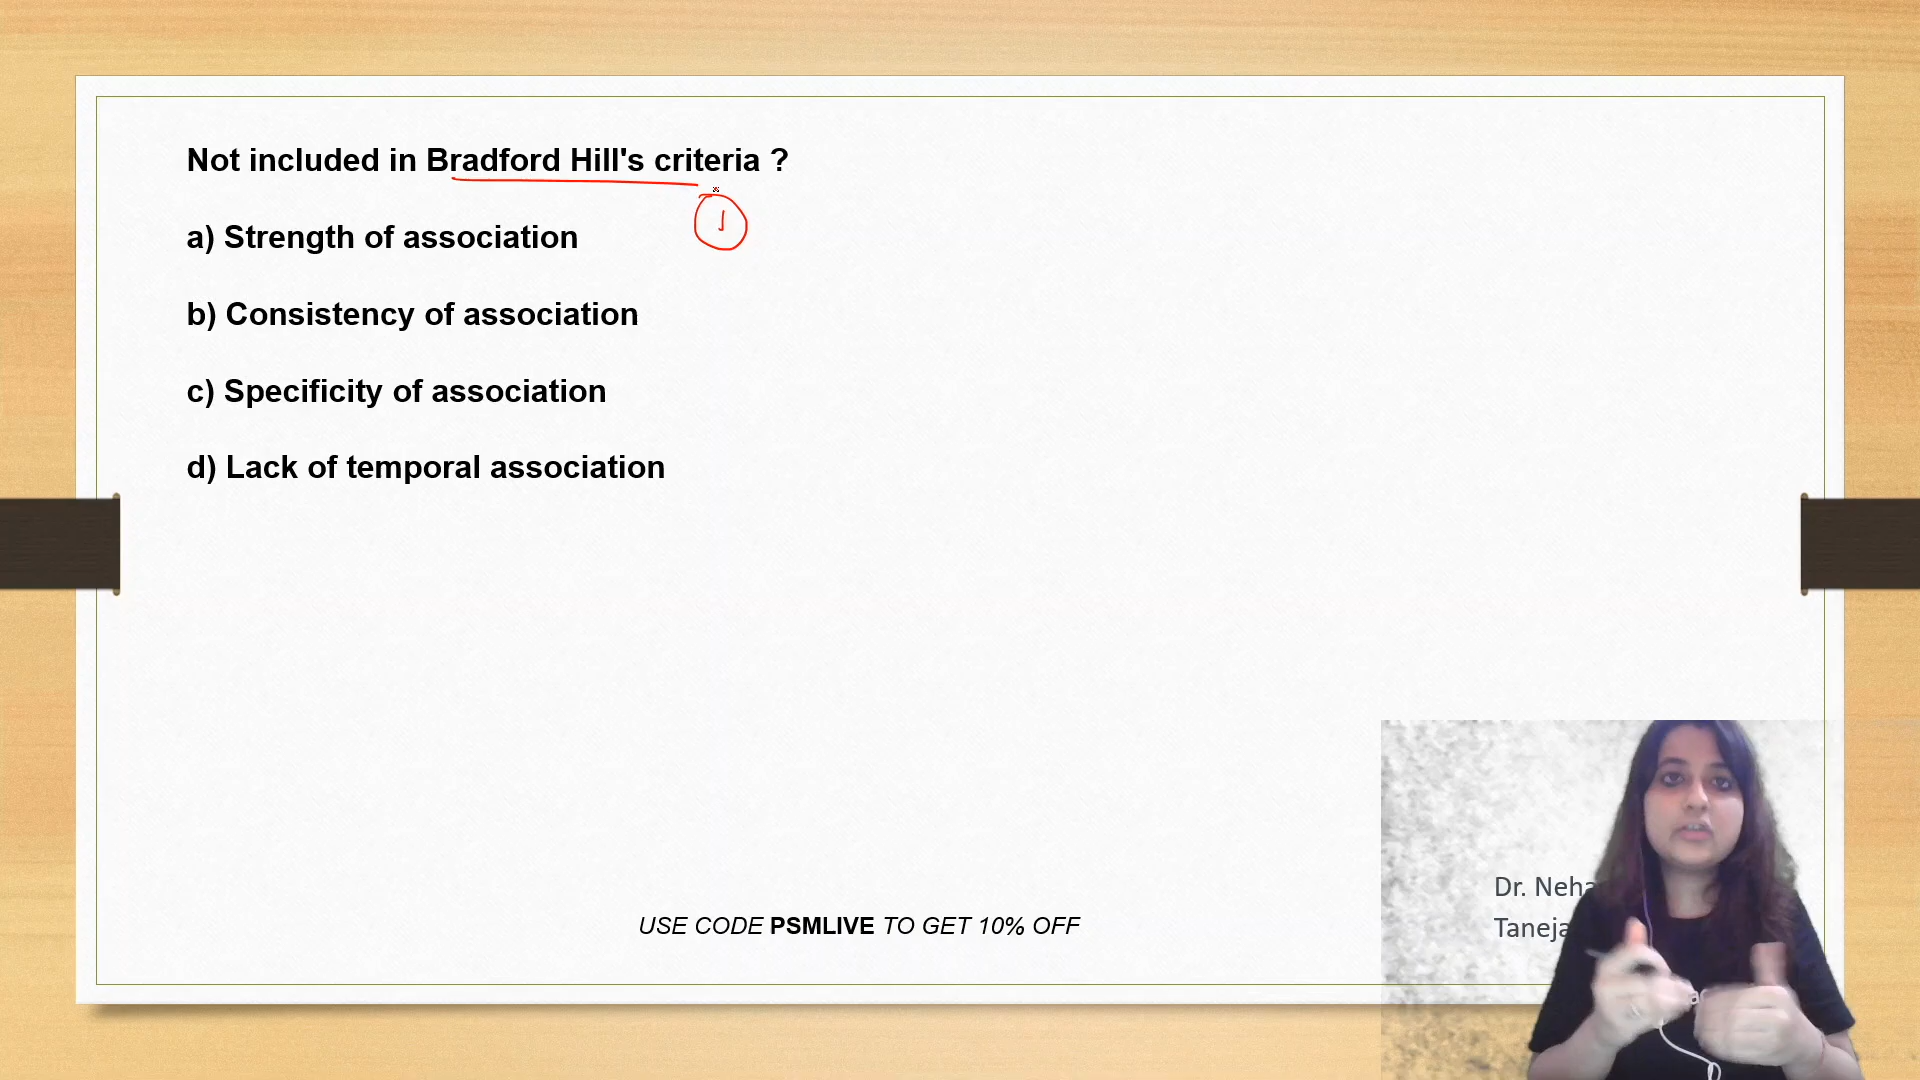 Not included in Bradford Hill's criteria ?
a) Strength of association
b) Consistency of association
c) Specificity of association
d) Lack of temporal association
USE CODE PSMLIVE TO GET 10% OFF
Dr. Neha
Taneja